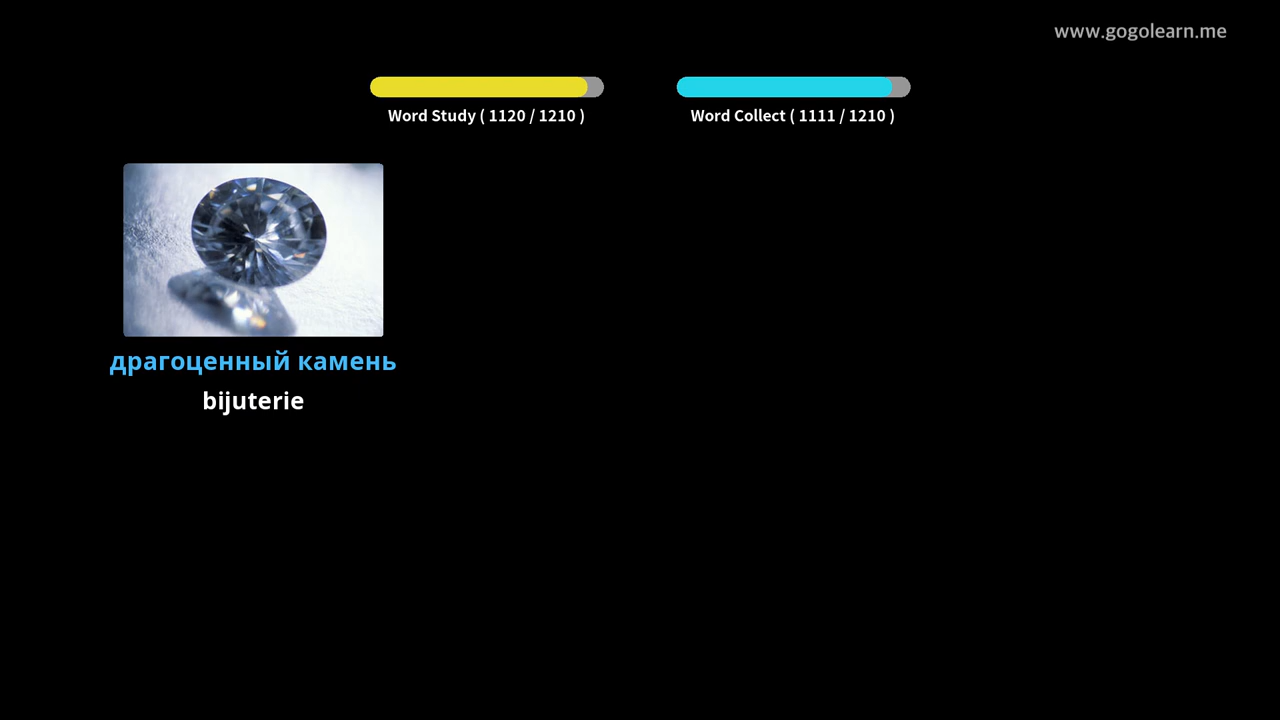 www.gogolearn.me
Word Study ( 1120 / 1210 )
Word Collect ( 1111 / 1210 )
драгоценный камень
bijuterie